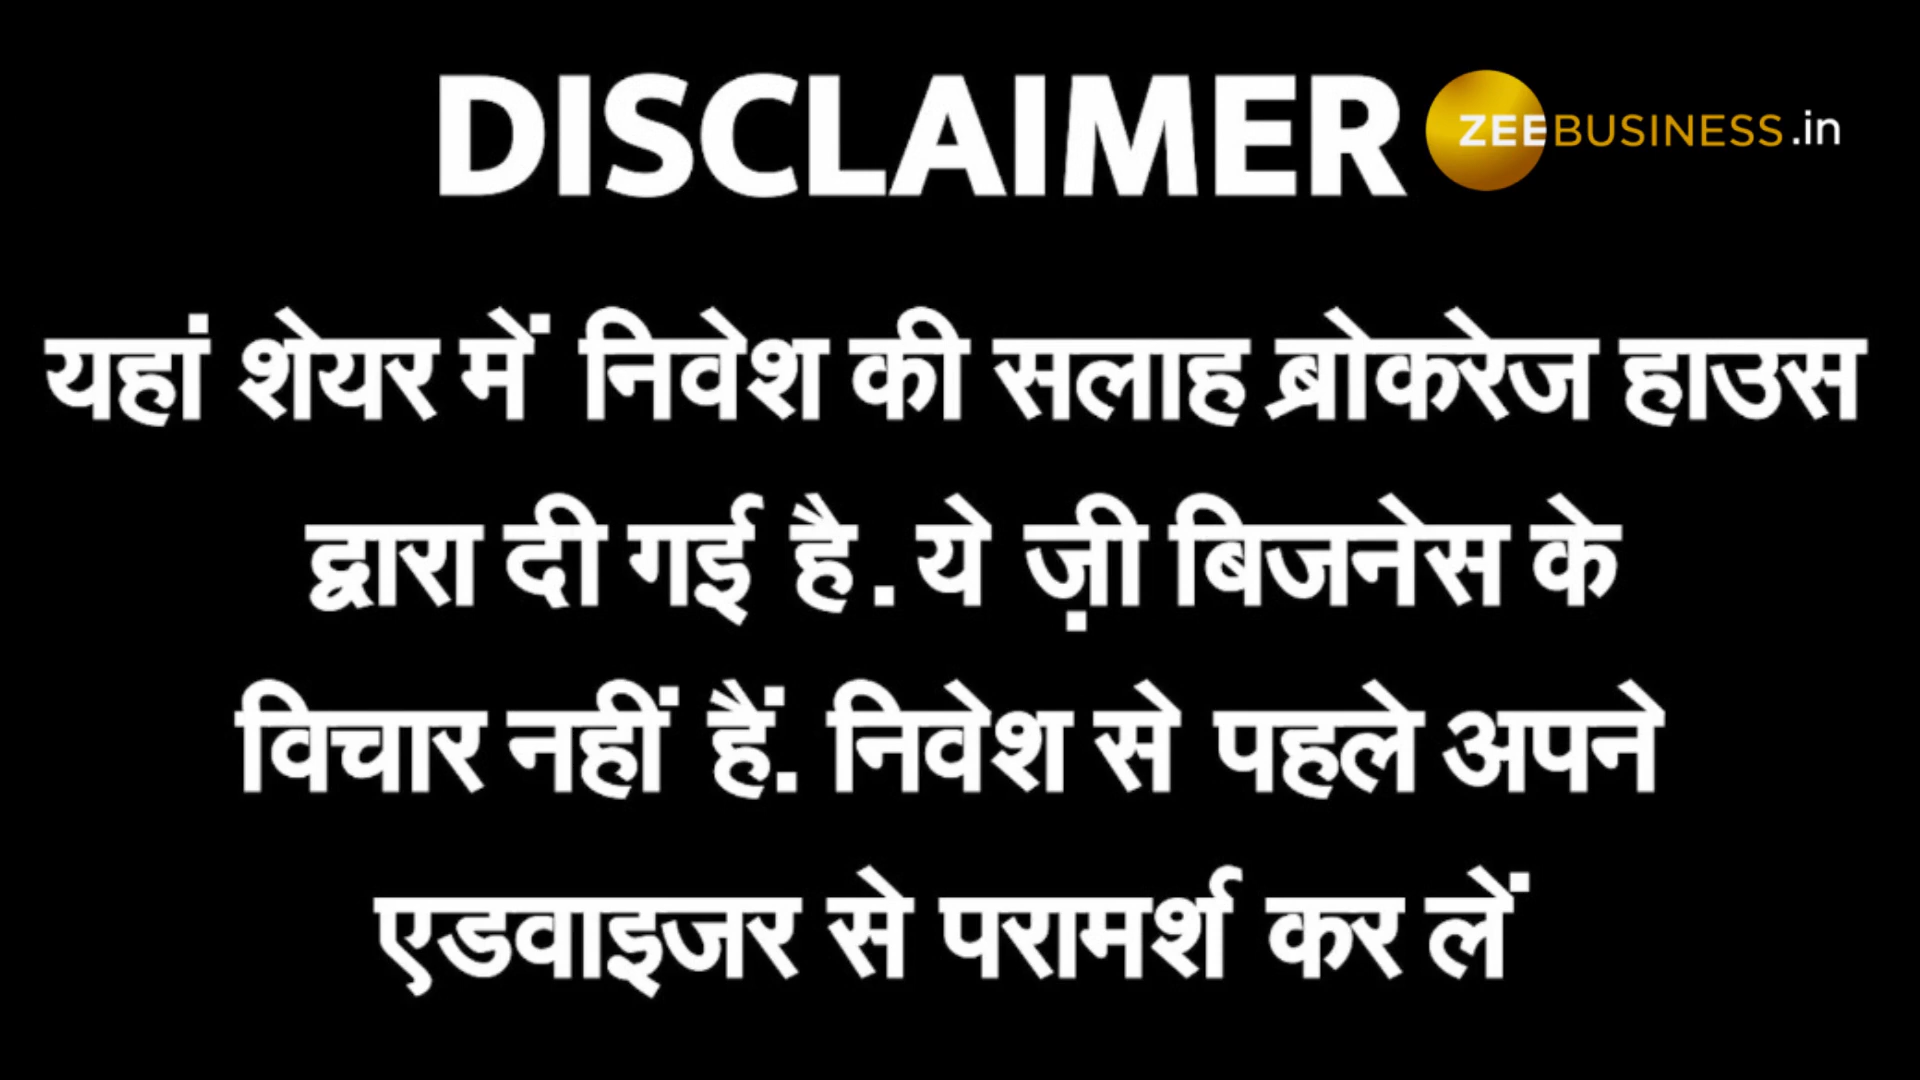 DISCLAIMER ZEEBUSINESS.in
यहां शेयर में निवेश की सलाह ब्रोकरेज हाउस
द्वारा दी गई है. ये ज़ी बिजनेस के
विचार नहीं हैं. निवेश से पहले अपने
एडवाइजर से परामर्श कर लें